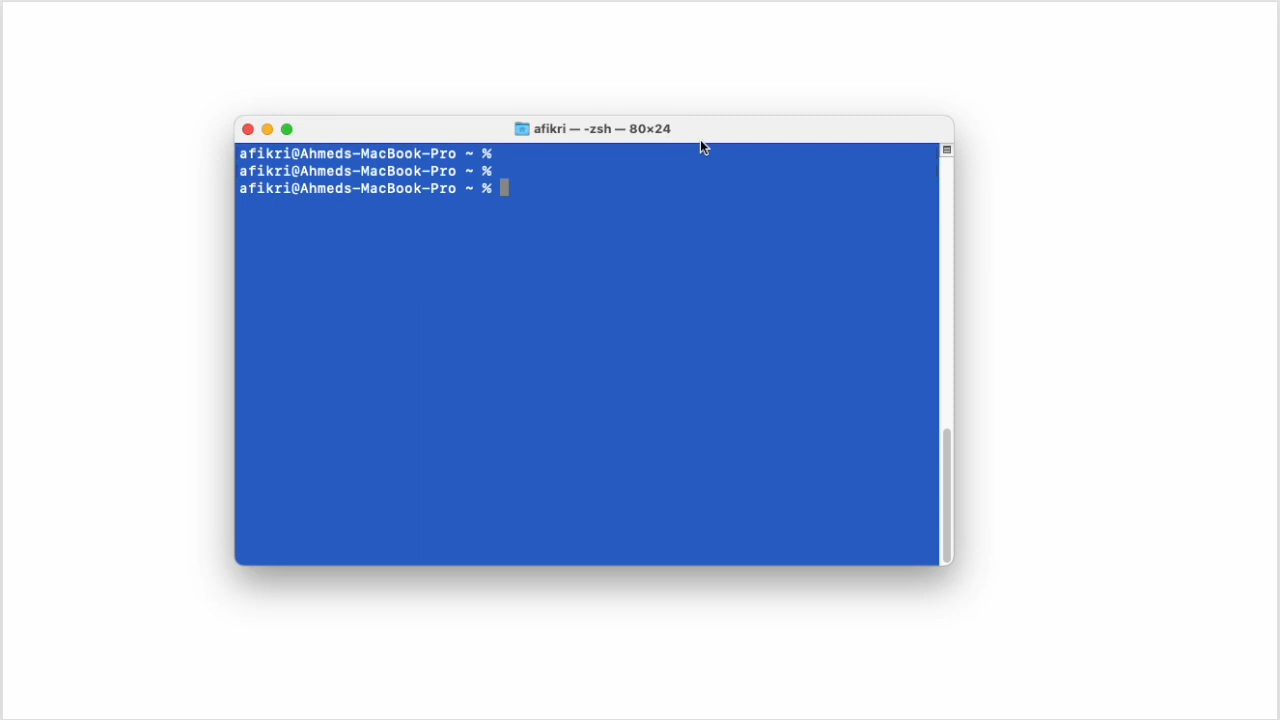 afikri — -zsh — 80×24
afikri@Ahmeds-MacBook-Pro ~ %
afikri@Ahmeds-MacBook-Pro ~ %
afikri@Ahmeds-MacBook-Pro ~ %